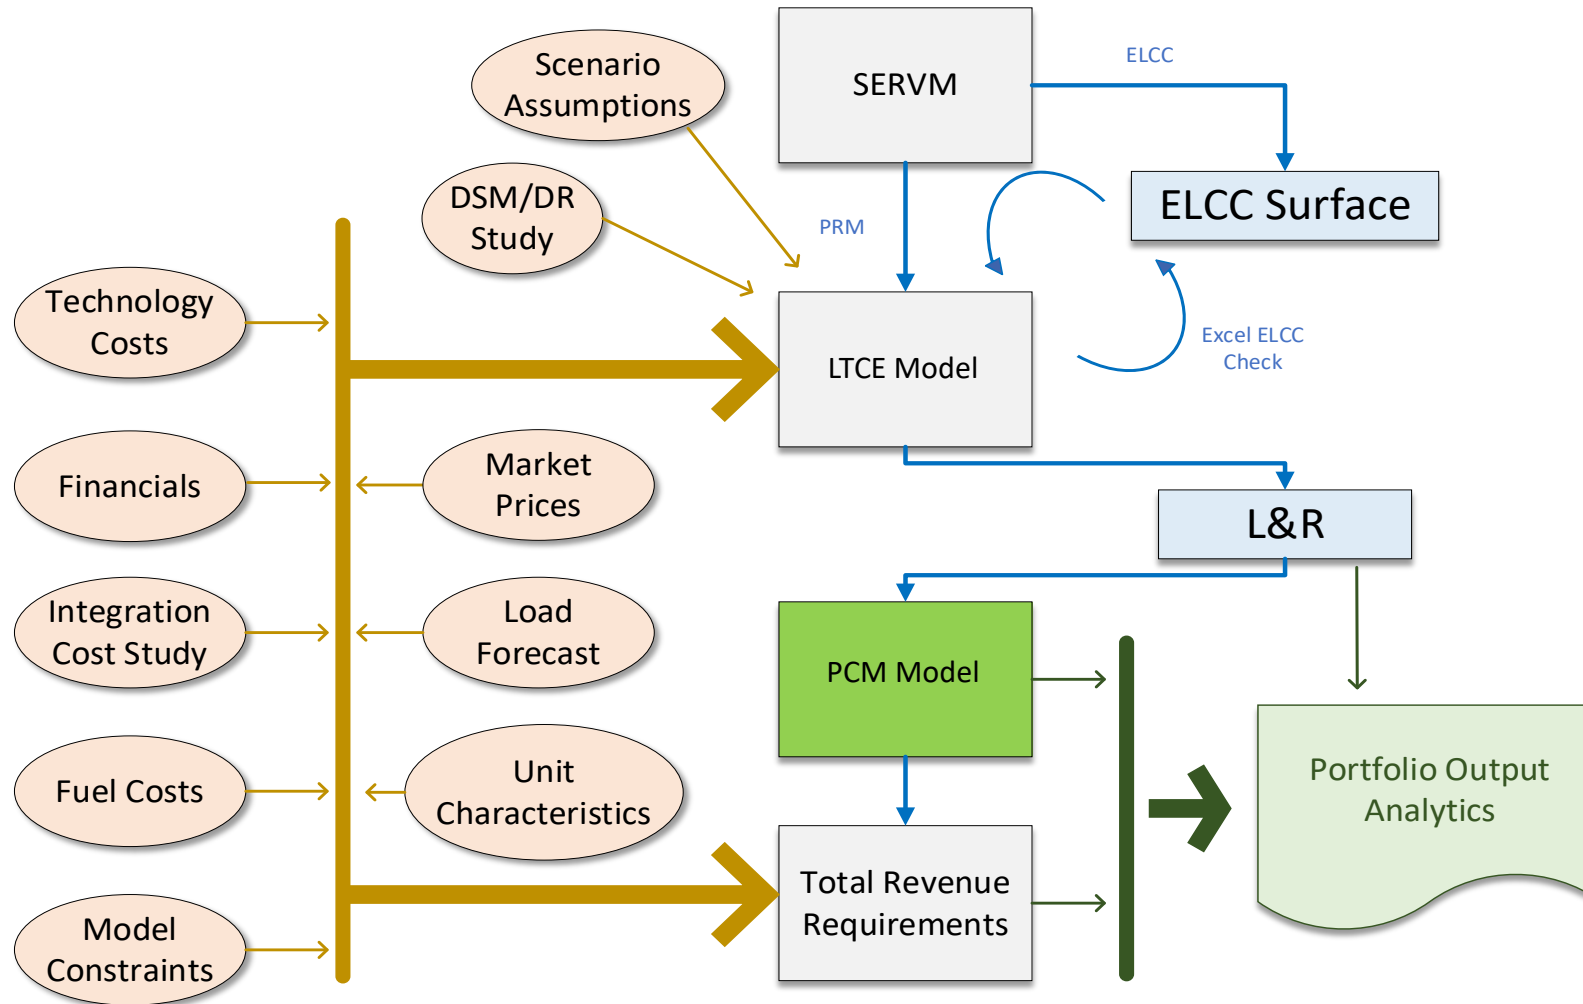 Scenario
Assumptions
SERVM
ELCC
DSM/DR
Study
PRM
ELCC Surface
Technology
Costs
LTCE Model
Excel ELCC
Check
Financials
Market
Prices
L&R
Integration
Cost Study
Load
Forecast
PCM Model
Fuel Costs
Unit
Characteristics
Portfolio Output
Analytics
Total Revenue
Requirements
Model
Constraints